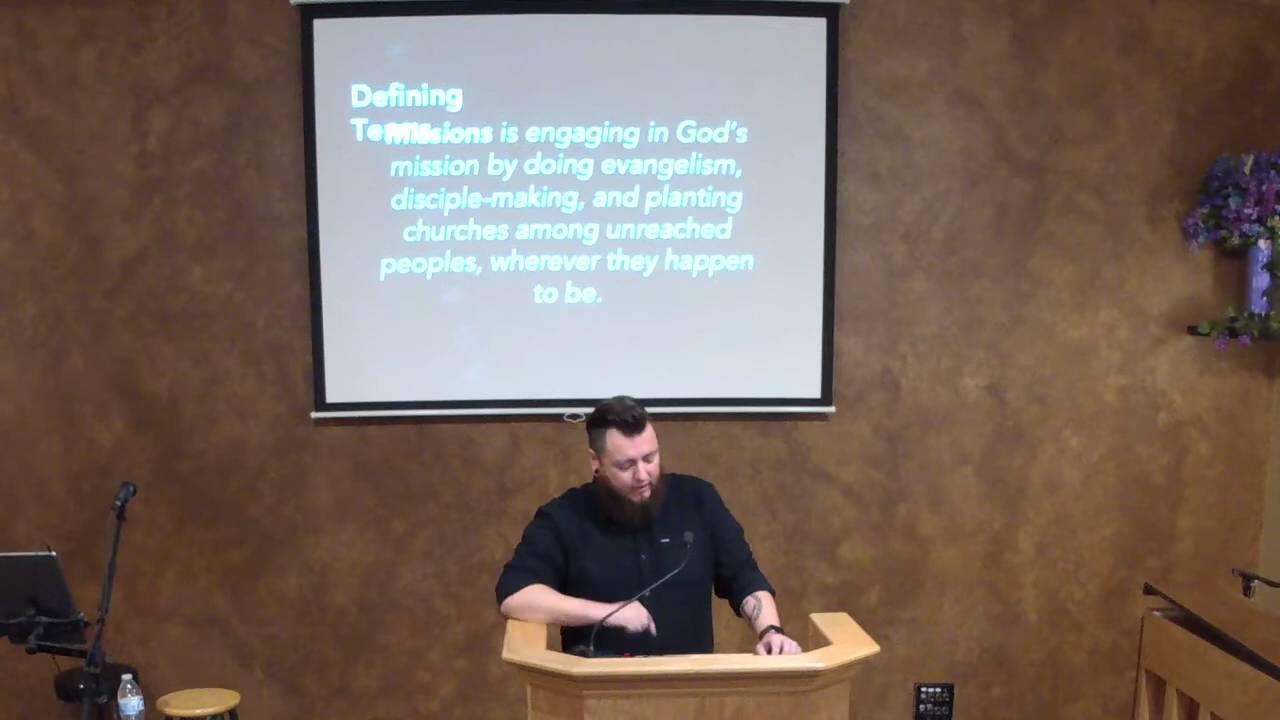 Defining
Terms
Missions is engaging in God's
mission by doing evangelism,
disciple-making, and planting
churches among unreached
peoples, wherever they happen
to be.